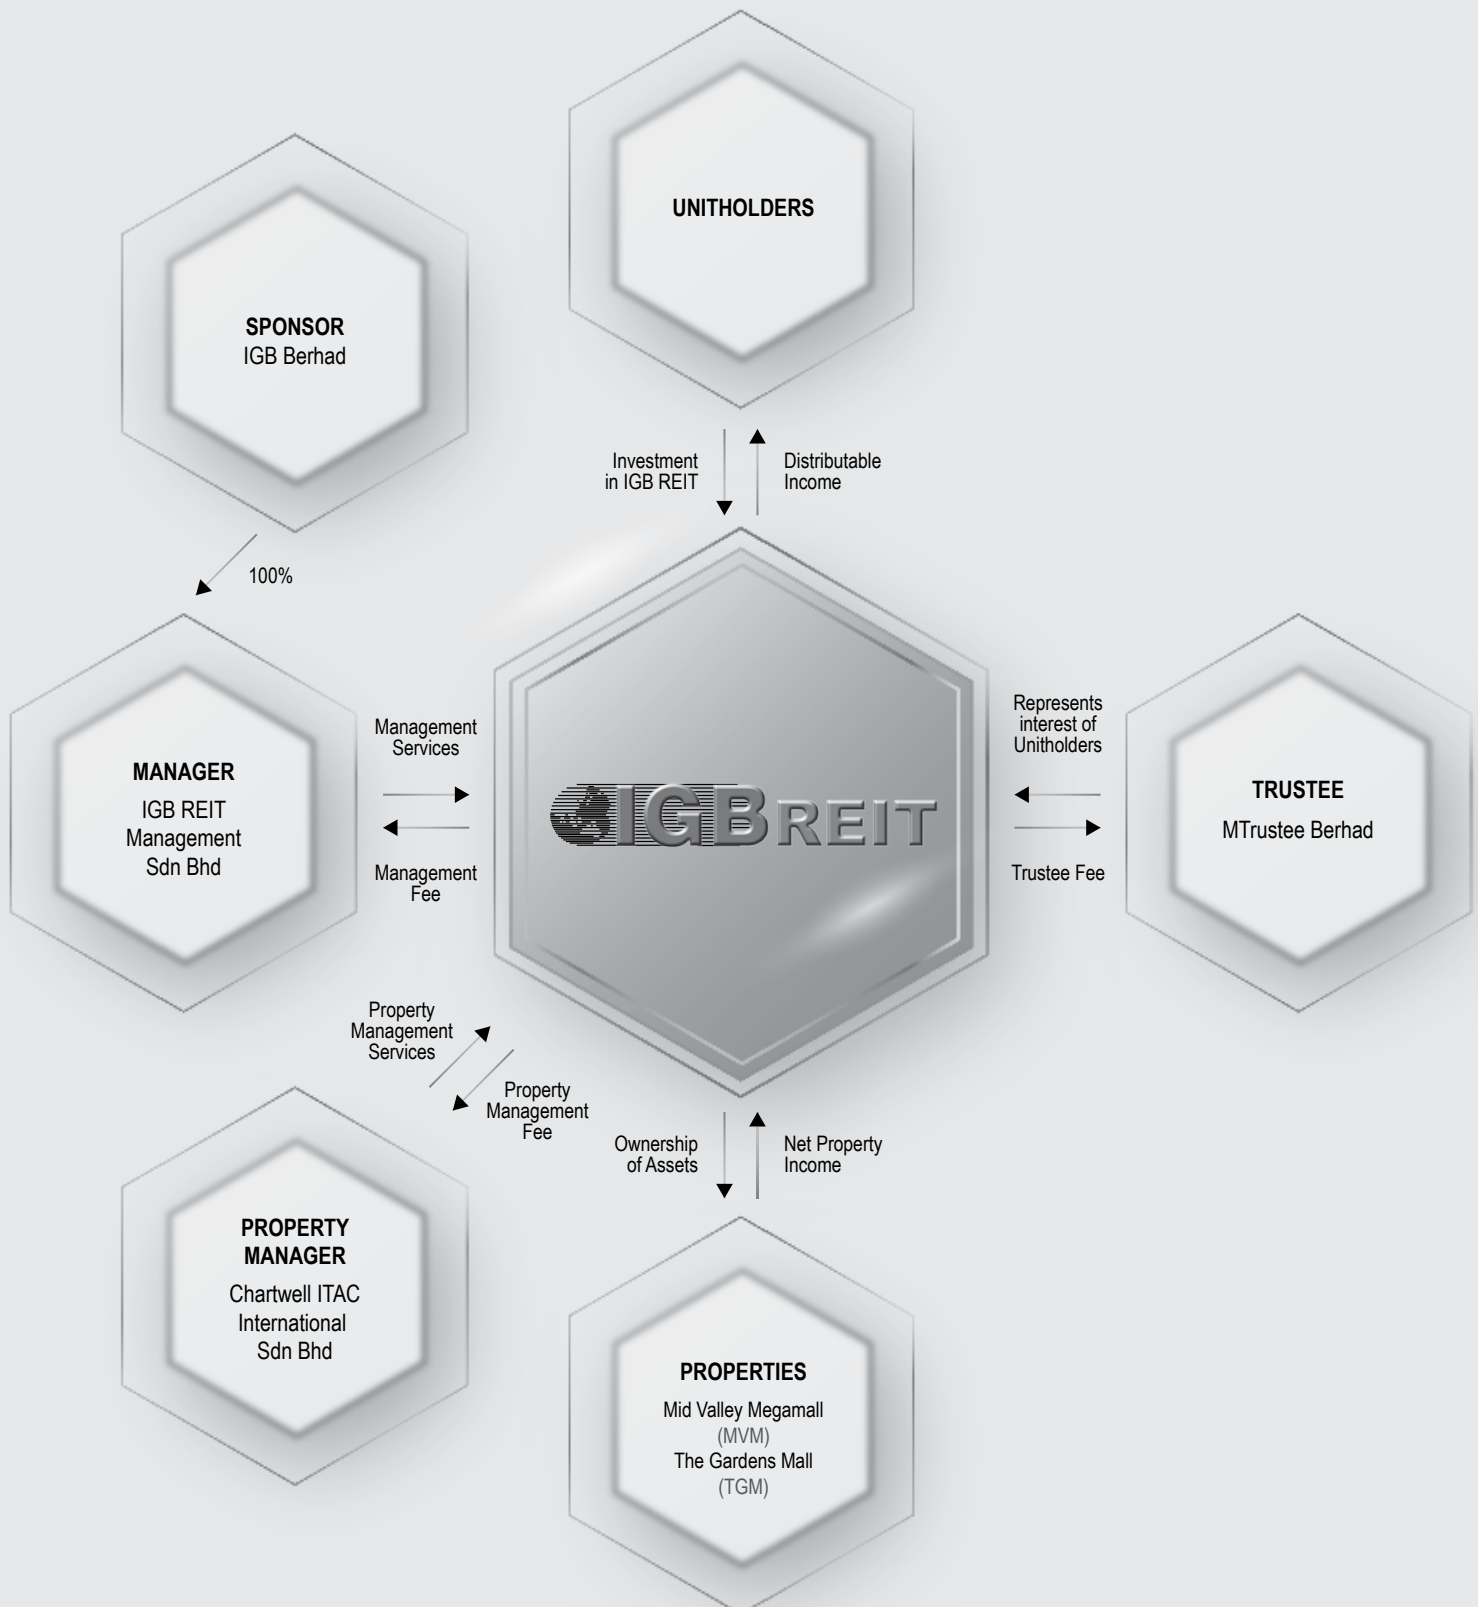 UNITHOLDERS
SPONSOR
IGB Berhad
Investment
in IGB REIT
Distributable
Income
100%
MANAGER
IGB REIT
Management
Sdn Bhd
Management
Services
Management
Fee
IGB REIT
Represents
interest of
Unitholders
Trustee Fee
TRUSTEE
MTrustee Berhad
Property
Management
Services
Property
Management
Fee
Ownership
of Assets
Net Property
Income
PROPERTY
MANAGER
Chartwell ITAC
International
Sdn Bhd
PROPERTIES
Mid Valley Megamall
(MVM)
The Gardens Mall
(TGM)